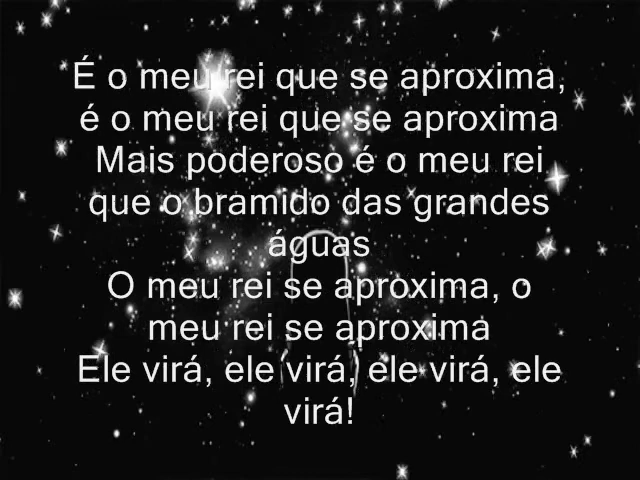 É o meu rei que se aproxima,
é o meu rei que se aproxima
Mais poderoso é o meu rei
que o bramido das grandes
águas
O meu rei se aproxima, o
meu rei se aproxima
Ele virá, ele virá, ele virá, ele
virá!